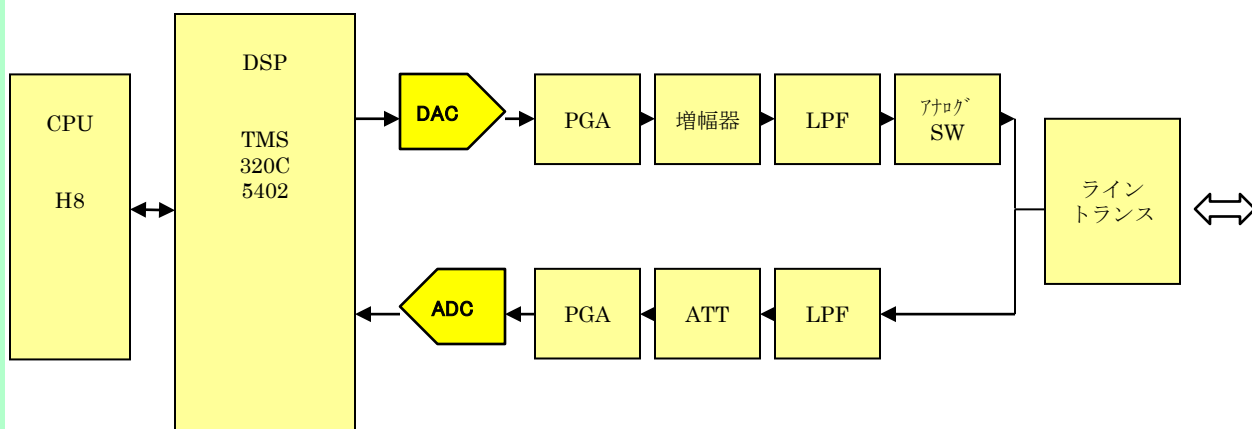 CPU
H8
DSP
TMS
320C
5402
DAC
PGA
増幅器
LPF
ｱﾅﾛｸﾞ
SW
ライン
トランス
ADC
PGA
ATT
LPF